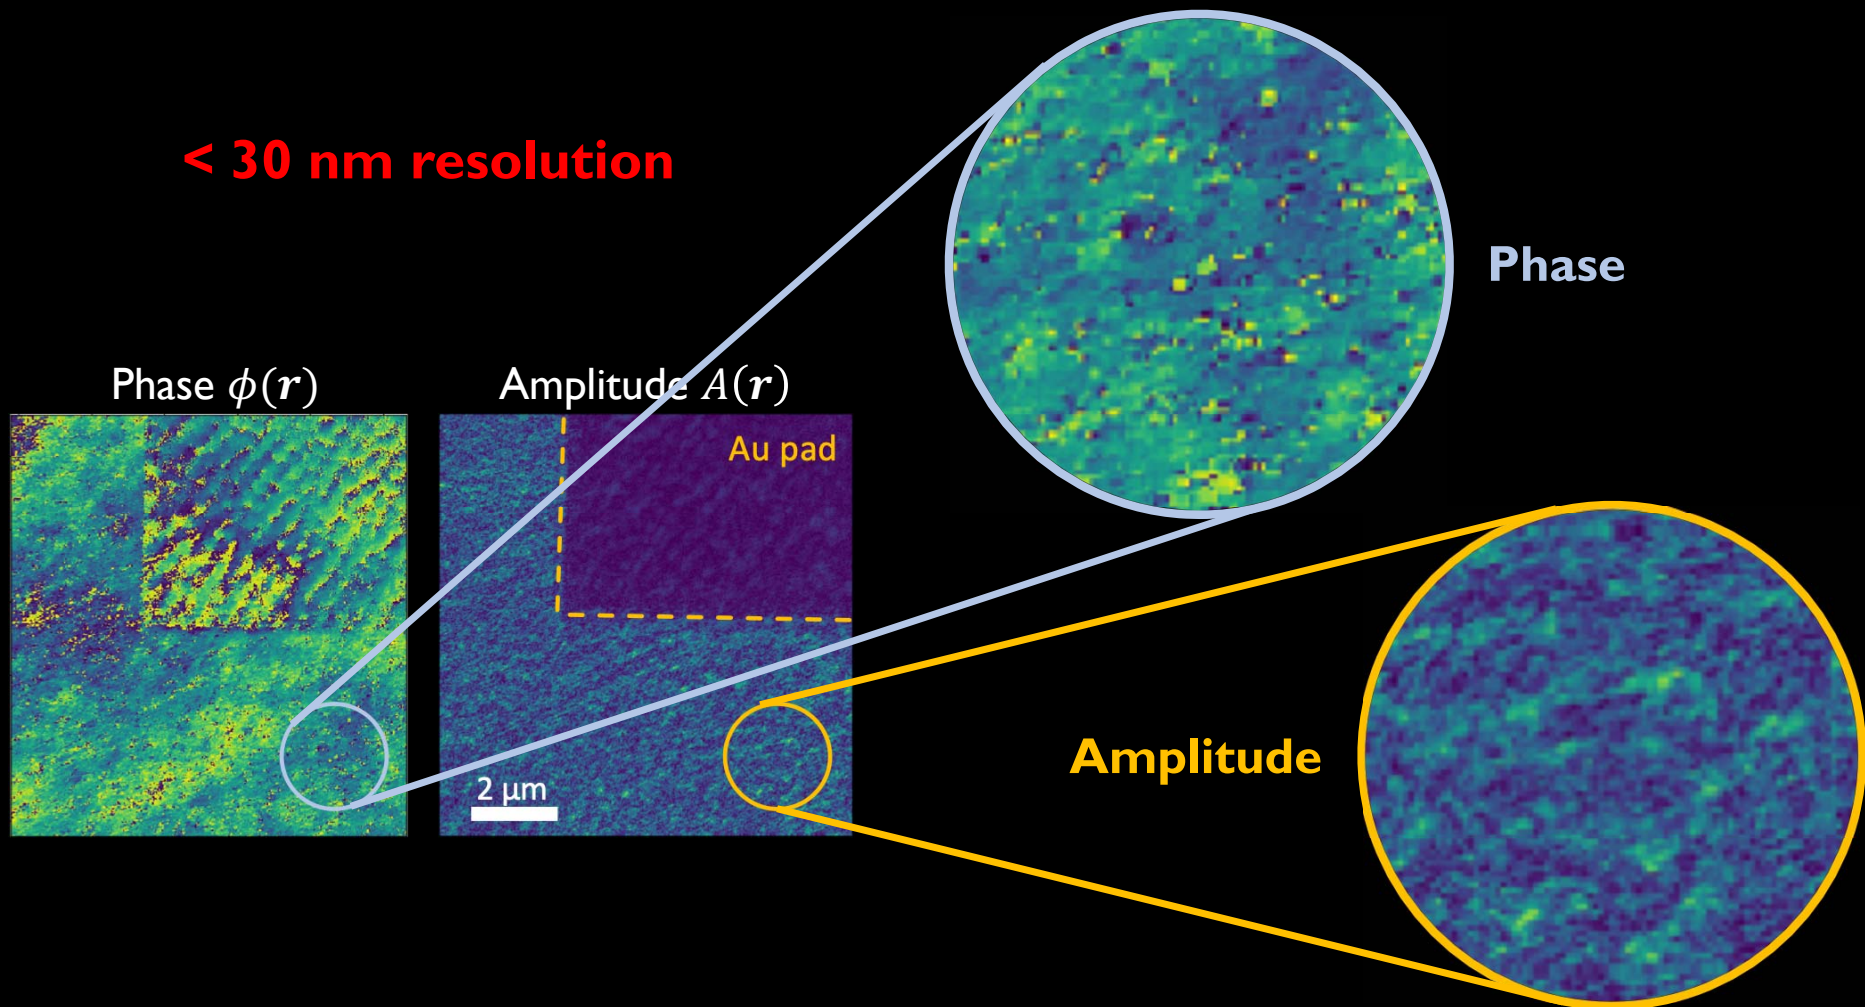 < 30 nm resolution
Phase
Phase ϕ(r)
Amplitude A(r)
Au pad
Amplitude
2 μm